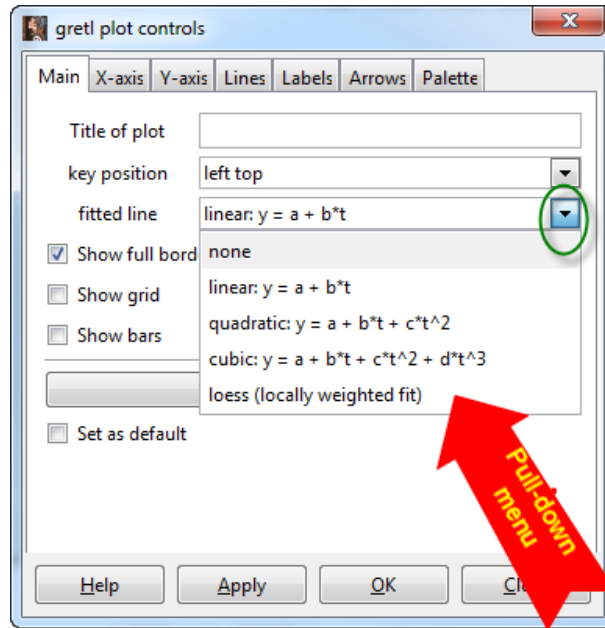 gretl plot controls
Main X-axis Y-axis Lines Labels Arrows Palette
Title of plot
key position left top
fitted line linear: y = a + b*t
Show full bord
none
linear: y = a + b*t
Show grid
quadratic: y = a + b*t + c*t^2
Show bars
cubic: y = a + b*t + c*t^2 + d*t^3
loess (locally weighted fit)
Set as default
Pull-down
menu
Help Apply OK Cl